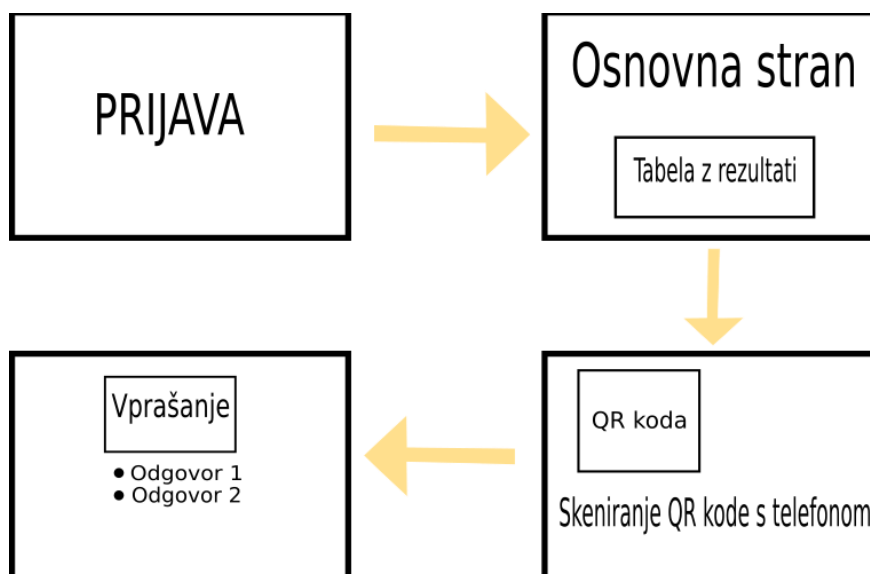 PRIJAVA
Osnovna stran
Tabela z rezultati
Vprašanje
• Odgovor 1
• Odgovor 2
QR koda
Skeniranje QR kode s telefonom